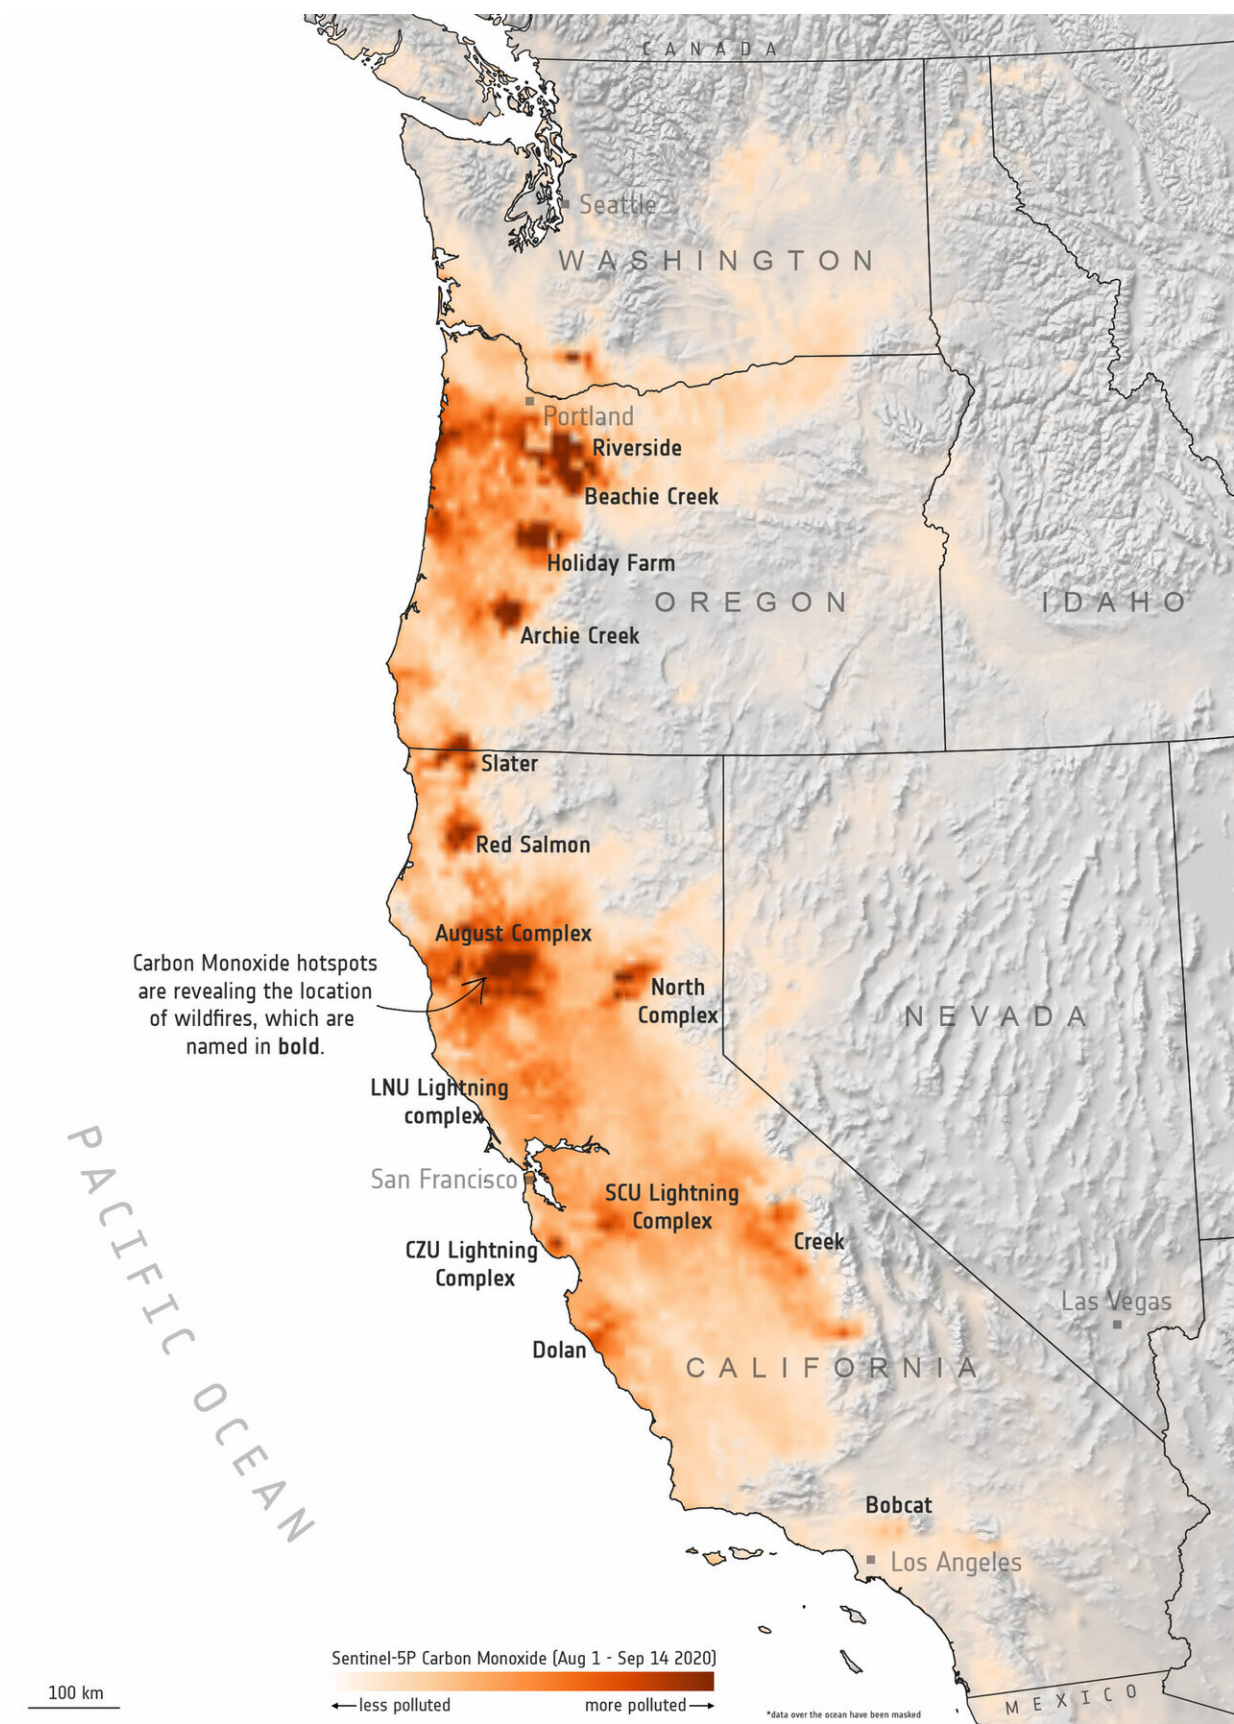 CANADA
Seattle
WASHINGTON
Portland
Riverside
Beachie Creek
Holiday Farm
OREGON
IDAHO
Archie Creek
Slater
Red Salmon
August Complex
Carbon Monoxide hotspots
are revealing the location
of wildfires, which are
named in bold.
North
Complex
NEVADA
LNU Lightning
complex
PACIFIC OCEAN
San Francisco
SCU Lightning
Complex
Creek
CZU Lightning
Complex
Las Vegas
Dolan
CALIFORNIA
Bobcat
Los Angeles
Sentinel-5P Carbon Monoxide (Aug 1 - Sep 14 2020)
less polluted
more polluted
100 km
*data over the ocean have been masked
MEXICO